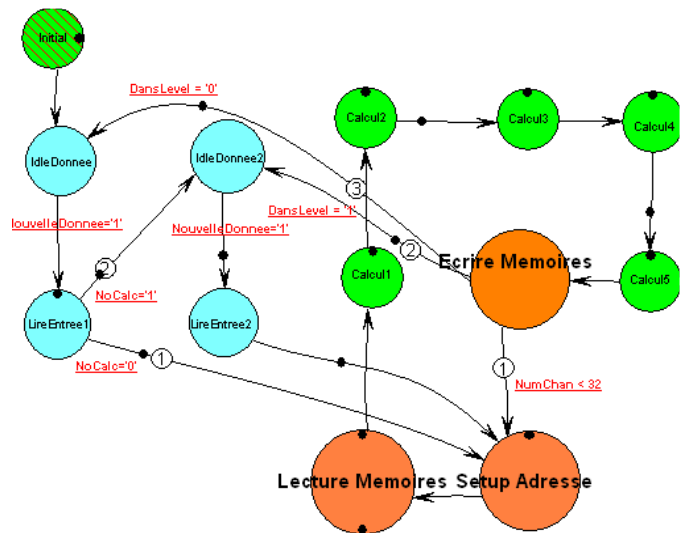 Initial
DansLevel = '0'
Calcul2
Calcul3
Calcul4
IdleDonnee
IdleDonnee2
3
DansLevel = '1'
NouvelleDonnee='1'
louvelleDonnee='1'
2
Ecrire Memoires
2
Calcul1
Calcul5
NoCalc='1'
LireEntree1
LireEntree2
1
NoCalc='0'
1
NumChan < 32
Lecture Memoires
Setup Adresse